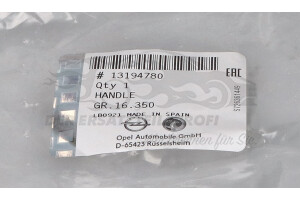 # 13194780
Qty 1
HANDLE
GR.16.350
LB0921 MADE IN SPAIN
Opel Automobile GmbH
D-65423 Rüsselsheim
EAC